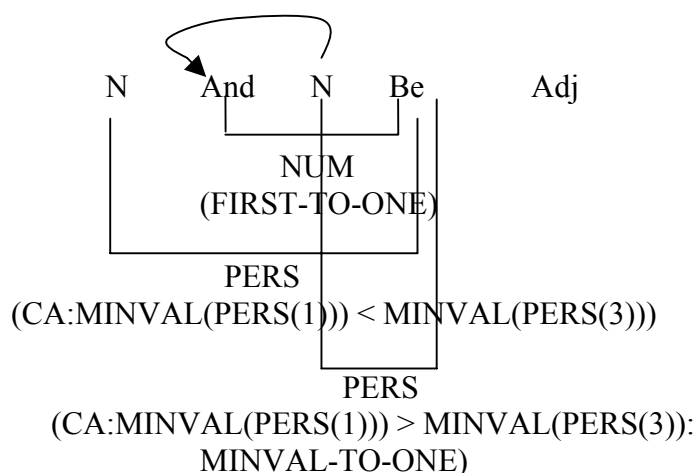 N And N Be Adj
NUM
(FIRST-TO-ONE)
PERS
(CA:MINVAL(PERS(1))) < MINVAL(PERS(3)))
PERS
(CA:MINVAL(PERS(1))) > MINVAL(PERS(3)):
MINVAL-TO-ONE)